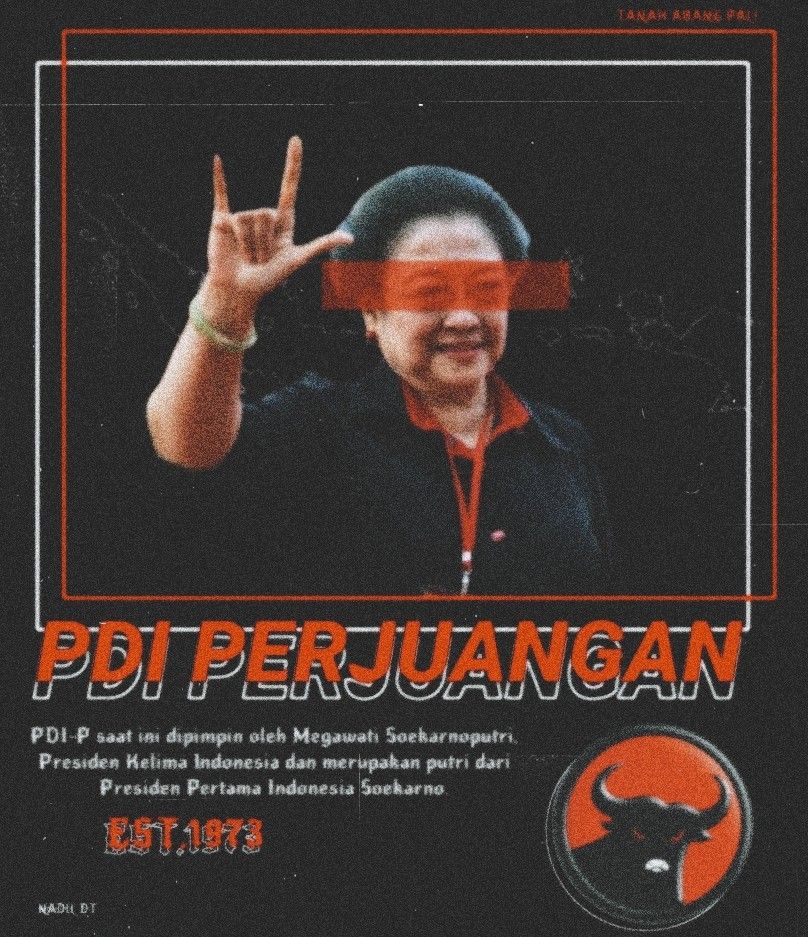 TANAH ABANG PALI
PDI PERJUANGAN
PDI-P saat ini dipimpin oleh Megawati Soekarnoputri,
Presiden Kelima Indonesia dan merupakan putri dari
Presiden Pertama Indonesia Soekarno.
EST.1973
NADII DT